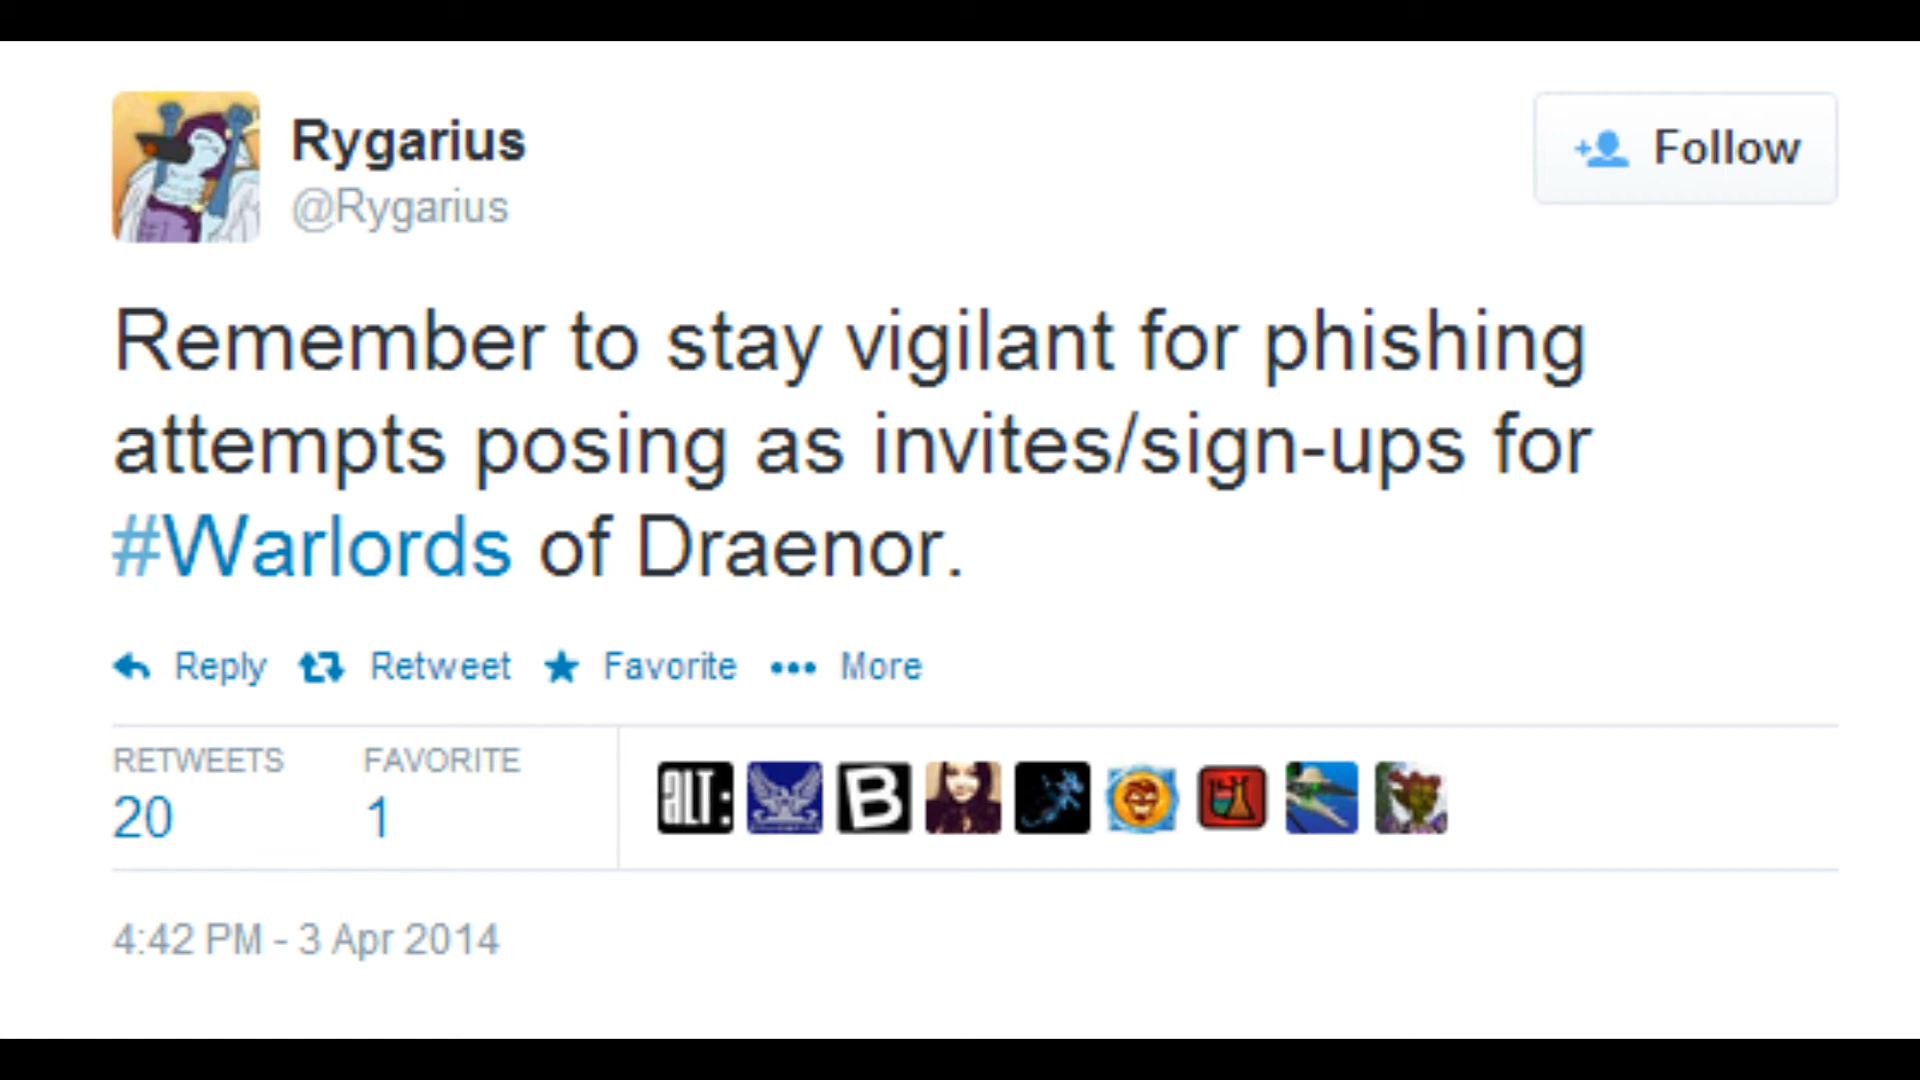 Rygarius
@Rygarius
Follow
Remember to stay vigilant for phishing
attempts posing as invites/sign-ups for
#Warlords of Draenor.
Reply Retweet Favorite More
RETWEETS FAVORITE
20 1
ALT:
B
4:42 PM - 3 Apr 2014